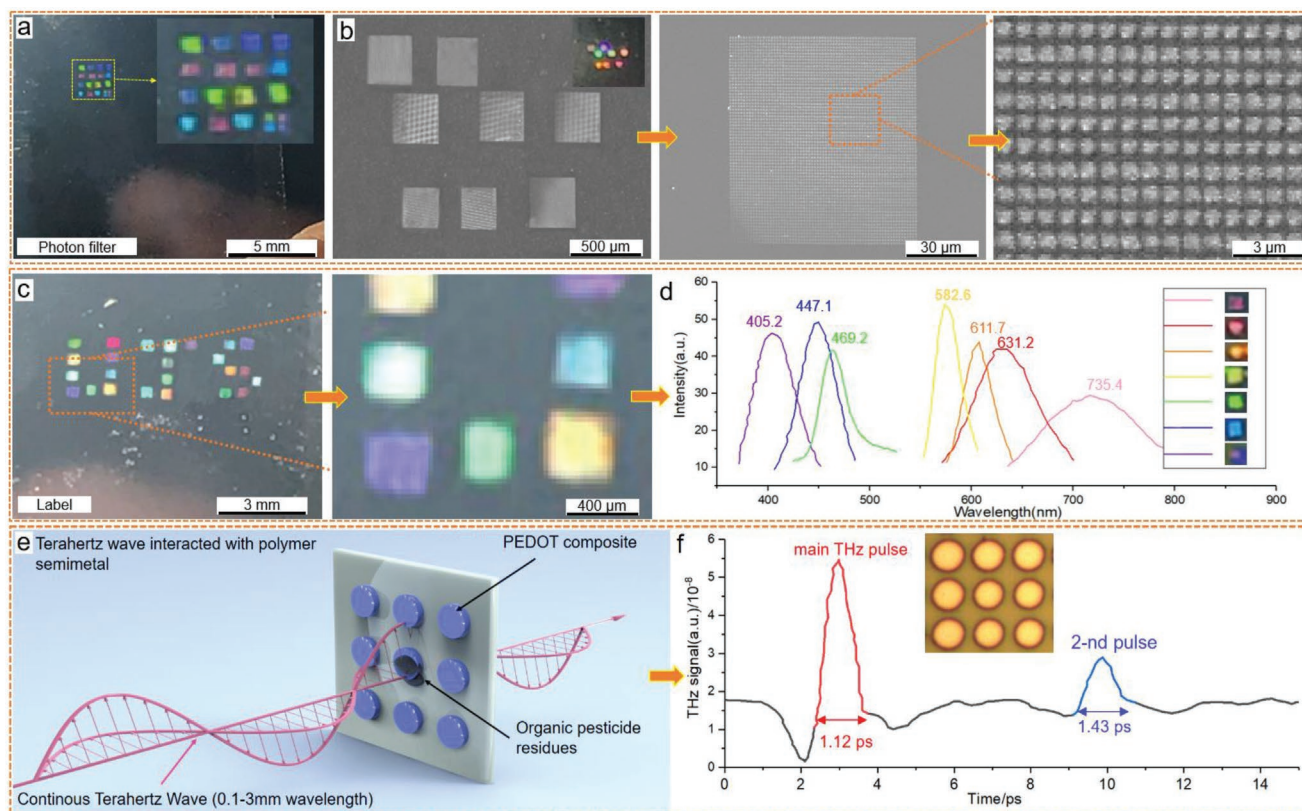 a
Photon filter
5 mm
b
500 μm
30 μm
3 μm
c
Label
3 mm
400 μm
d
Intensity(a.u.)
60
50
40
30
20
10
405.2
447.1
469.2
582.6
611.7
631.2
735.4
400
500
600
700
800
900
Wavelength(nm)
e
Terahertz wave interacted with polymer
semimetal
PEDOT composite
Organic pesticide
residues
Continous Terahertz Wave (0.1-3mm wavelength)
f
THz signal(a.u.)/10-8
6
5
4
3
2
1
0
main THz pulse
1.12 ps
2-nd pulse
1.43 ps
0
2
4
6
8
10
12
14
Time/ps